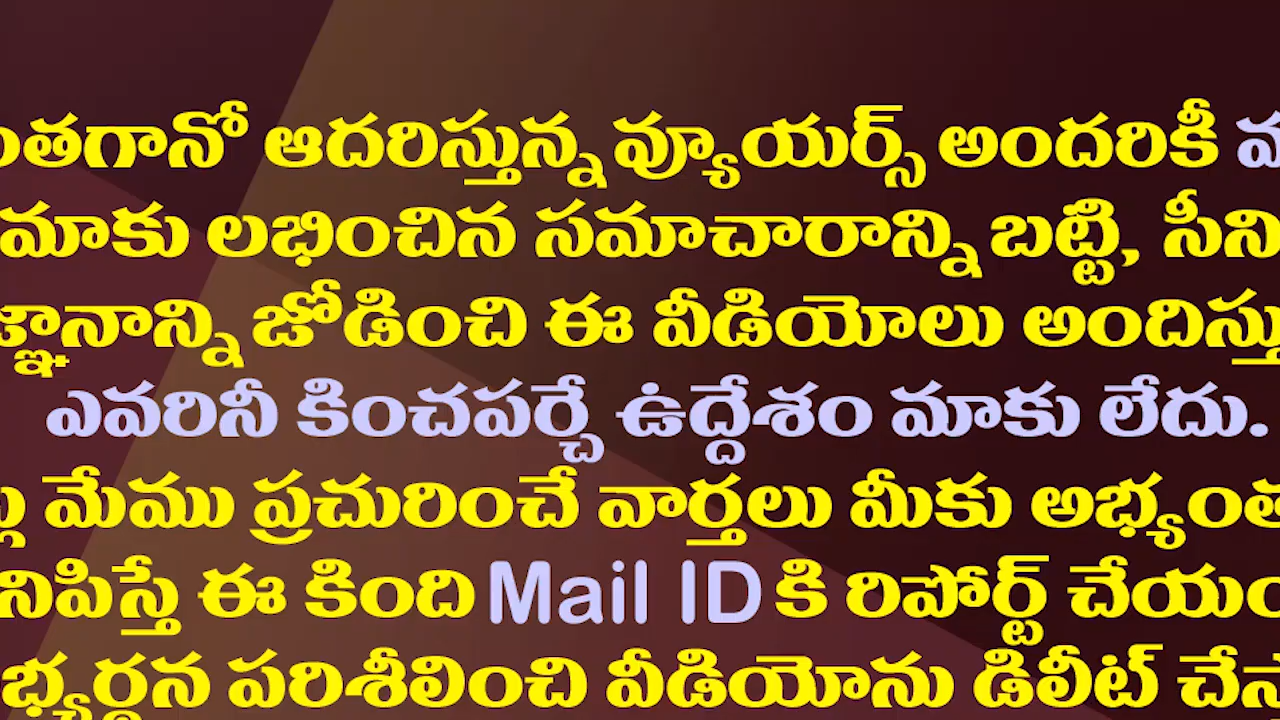 ంతగానో ఆదరిస్తున్న వ్యూయర్స్ అందరికీ
మాకు లభించిన సమాచారాన్ని బట్టి, సీని
జ్ఞానాన్ని జోడించి ఈ వీడియోలు అందిస్తు
ఎవరినీ కించపర్చే ఉద్దేశం మాకు లేదు.
మేము ప్రచురించే వార్తలు మీకు అభ్యంత
నిపిస్తే ఈ కింది Mail ID కి రిపోర్ట్ చేయం
భ్యర్థన పరిశీలించి వీడియోను డిలీట్ చేస